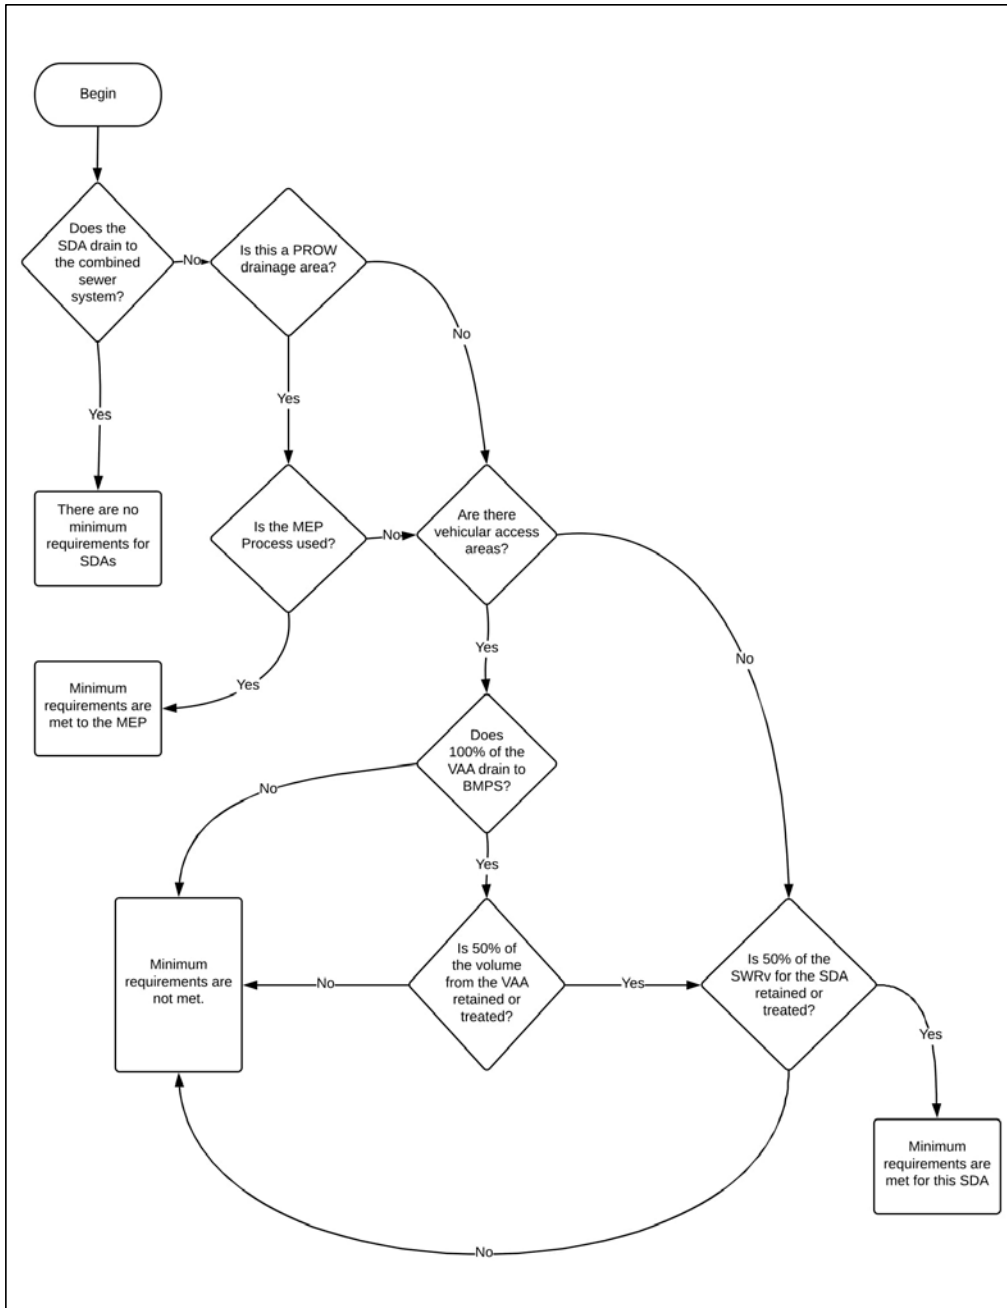 Begin
Does the
SDA drain to
the combined
sewer
system?
No
Is this a PROW
drainage area?
No
Yes
Yes
There are no
minimum
requirements for
SDAs
Is the MEP
Process used?
No
Are there
vehicular access
areas?
Yes
No
Yes
Minimum
requirements are
met to the MEP
Does
100% of the
VAA drain to
BMPS?
No
Yes
Minimum
requirements are
not met.
No
Is 50% of
the volume
from the VAA
retained or
treated?
Yes
Is 50% of the
SWRv for the SDA
retained or
treated?
Yes
Minimum
requirements are
met for this SDA
No